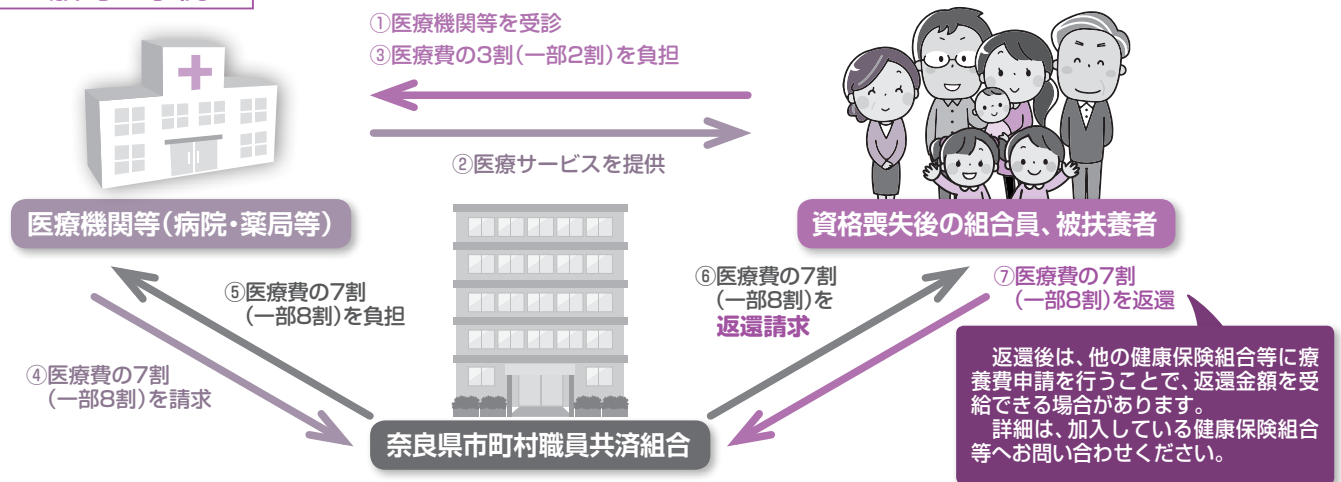 ①医療機関等を受診
③医療費の3割(一部2割)を負担
②医療サービスを提供
医療機関等(病院・薬局等)
資格喪失後の組合員、被扶養者
⑤医療費の7割
(一部8割)を負担
④医療費の7割
(一部8割)を請求
⑥医療費の7割
(一部8割)を
返還請求
⑦医療費の7割
(一部8割)を返還
奈良県市町村職員共済組合
返還後は、他の健康保険組合等に療
養費申請を行うことで、返還金額を受
給できる場合があります。
詳細は、加入している健康保険組合
等へお問い合わせください。